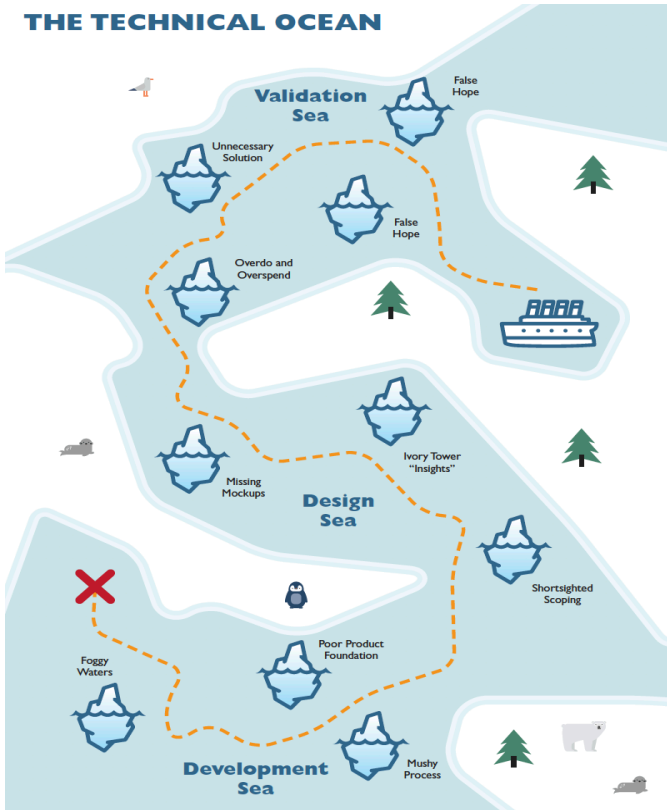 THE TECHNICAL OCEAN
Validation
Sea
False
Hope
Unnecessary
Solution
False
Hope
Overdo and
Overspend
Ivory Tower
“Insights”
Missing
Mockups
Design
Sea
Shortsighted
Scoping
Poor Product
Foundation
Foggy
Waters
Mushy
Process
Development
Sea